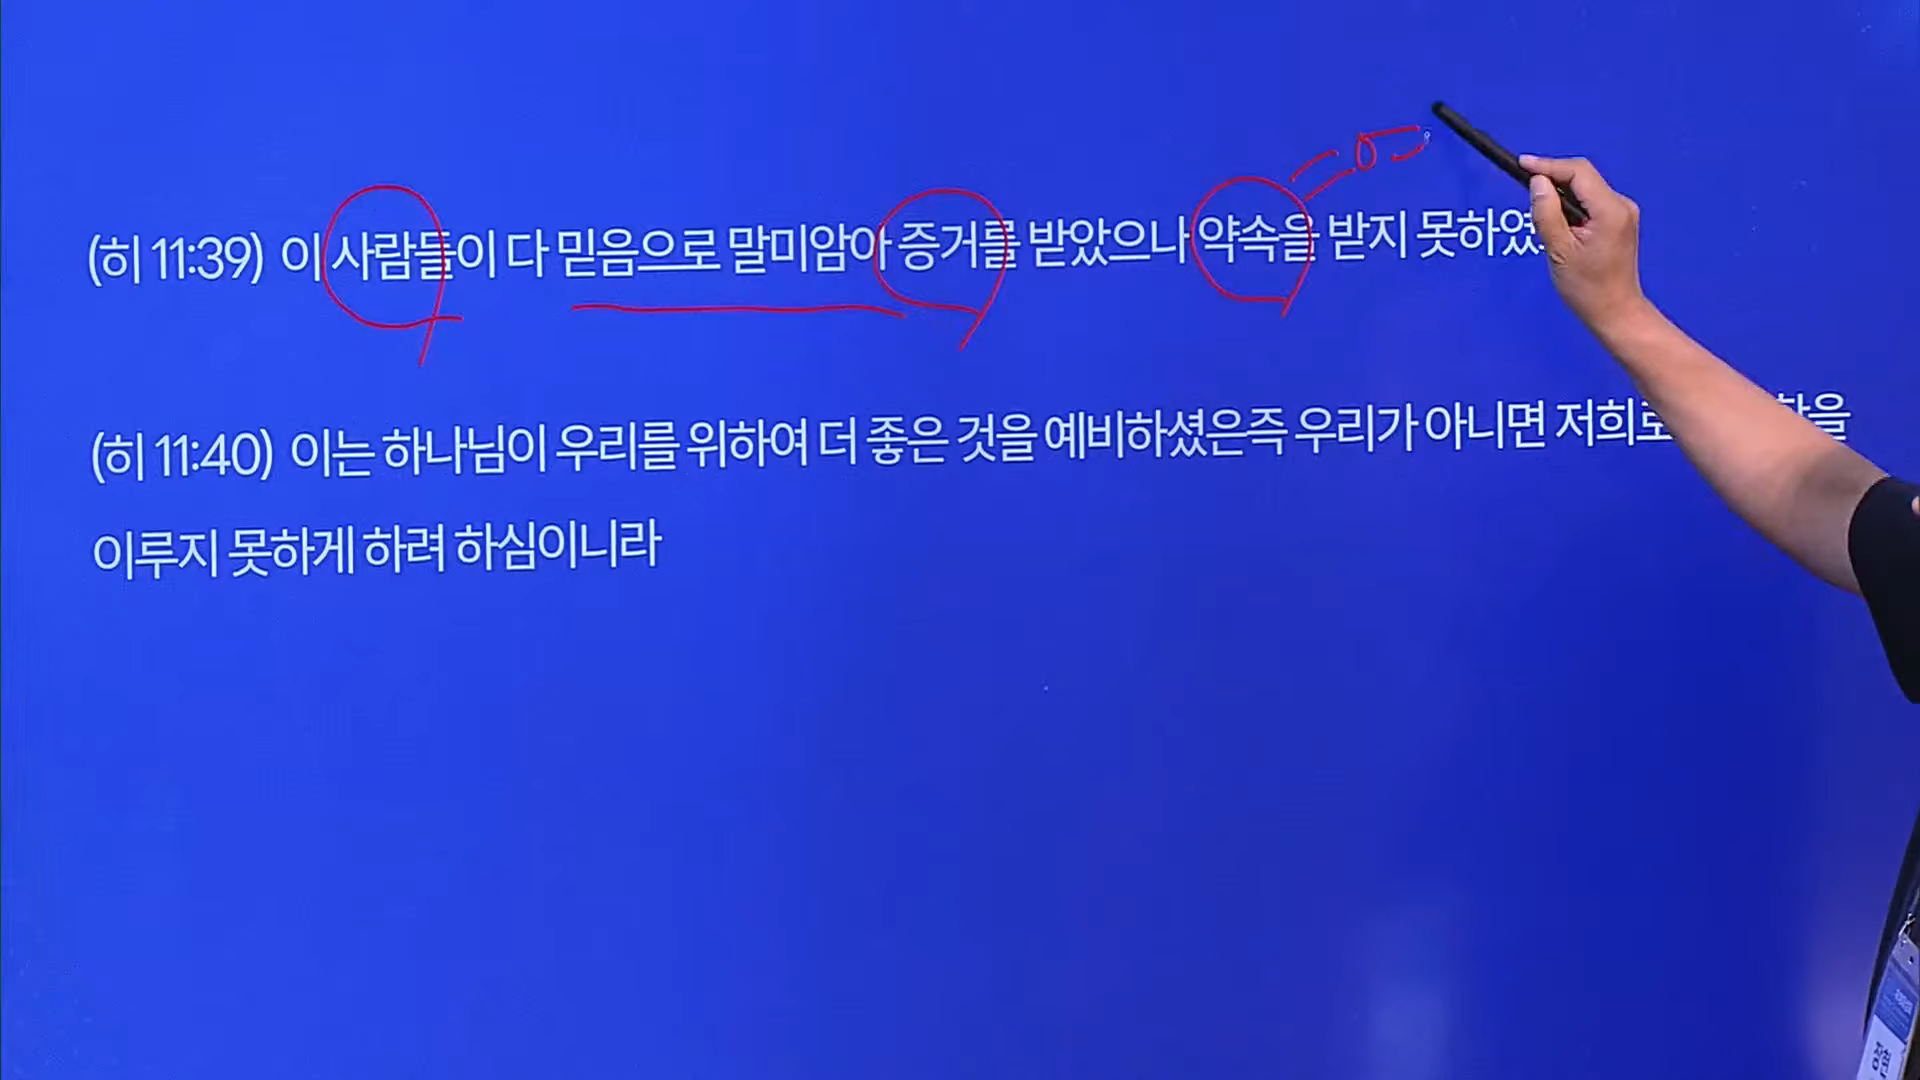 (히 11:39) 이 사람들이 다 믿음으로 말미암아 증거를 받았으나 약속을 받지 못하였
(히 11:40) 이는 하나님이 우리를 위하여 더 좋은 것을 예비하셨은즉 우리가 아니면 저희로
이루지 못하게 하려 하심이니라